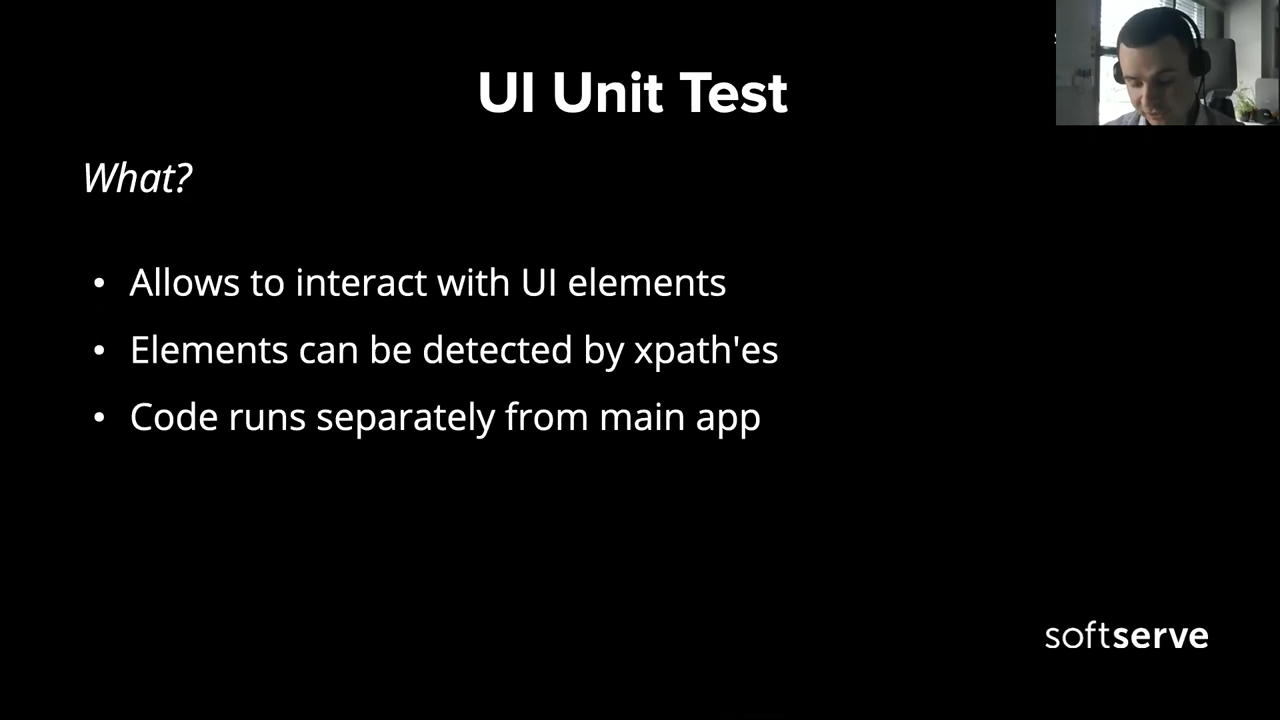 UI Unit Test
What?
• Allows to interact with UI elements
• Elements can be detected by xpath'es
• Code runs separately from main app
softserve